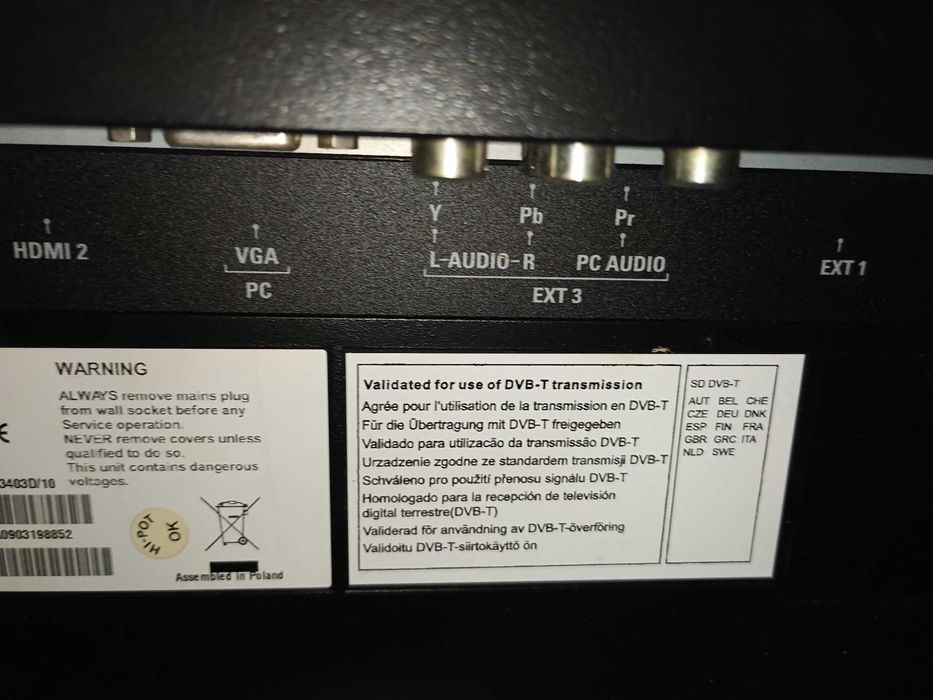 Y Pb Pr
HDMI 2 VGA L-AUDIO-R PC AUDIO EXT 1
PC EXT 3
WARNING
ALWAYS remove mains plug
from wall socket before any
Service operation.
NEVER remove covers unless
qualified to do so.
This unit contains dangerous
voltages.
3403D/10
0903198852
HI-POT
OK
Assembled in Poland
Validated for use of DVB-T transmission
Agrée pour l'utilisation de la transmission en DVB-T
Für die Übertragung mit DVB-T freigegeben
Validado para utilizacão da transmissão DVB-T
Urzadzenie zgodne ze standardem transmisji DVB-T
Schváleno pro použití přenosu signálu DVB-T
Homologado para la recepción de televisión
digital terrestre(DVB-T)
Validerad för användning av DVB-T-överföring
Validoitu DVB-T-siirtokäyttö ön
SD DVB-T
AUT BEL CHE
CZE DEU DNK
ESP FIN FRA
GBR GRC ITA
NLD SWE